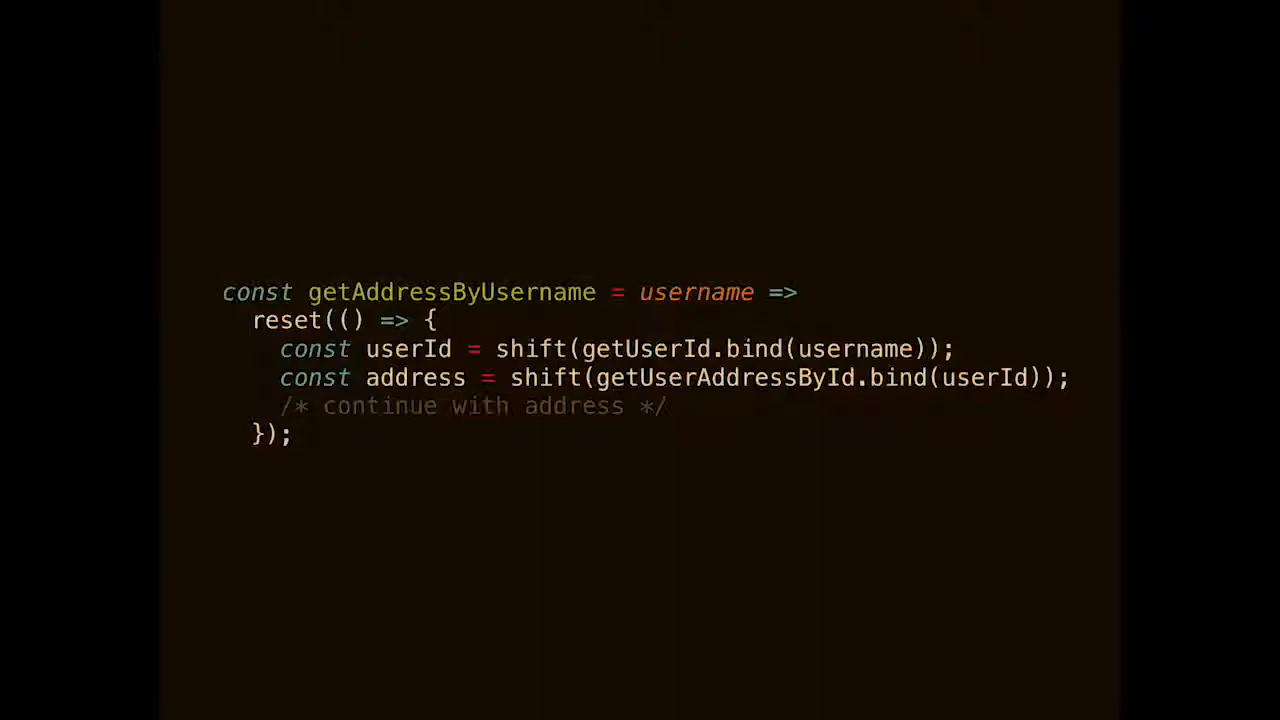 const getAddressByUsername = username =>
  reset(() => {
    const userId = shift(getUserId.bind(username));
    const address = shift(getUserAddressById.bind(userId));
    /* continue with address */
  });